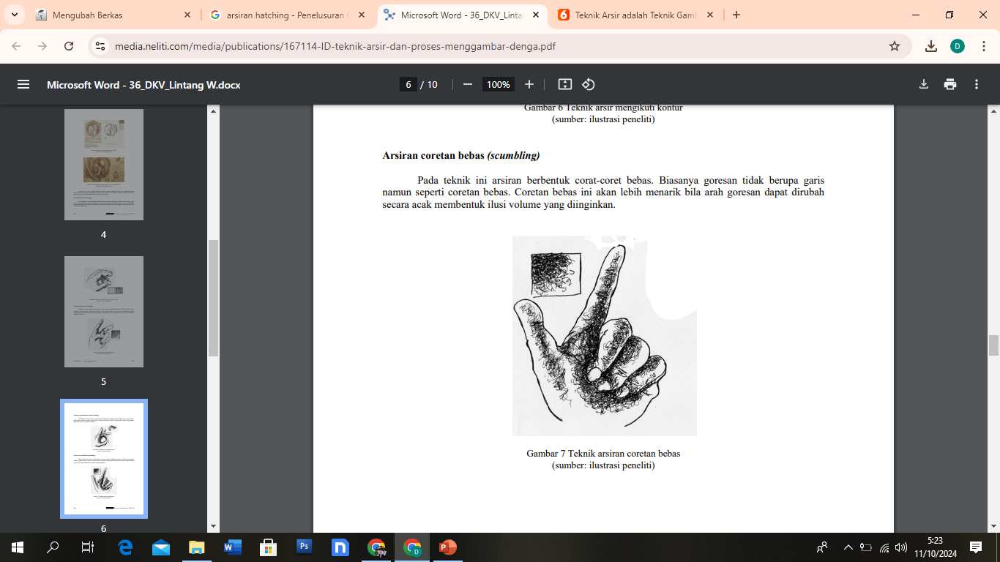 Mengubah Berkas
arsiran hatching - Penelusuran
Microsoft Word - 36_DKV_Linta
Teknik Arsir adalah Teknik Gamb
media.neliti.com/media/publications/167114-ID-teknik-arsir-dan-proses-menggambar-denga.pdf
D
Microsoft Word - 36_DKV_Lintang W.docx
6 / 10
100%
4
5
6
Gambar 6 Teknik arsir mengikuti kontur
(sumber: ilustrasi peneliti)
Arsiran coretan bebas (scumbling)
Pada teknik ini arsiran berbentuk corat-coret bebas. Biasanya goresan tidak berupa garis
namun seperti coretan bebas. Coretan bebas ini akan lebih menarik bila arah goresan dapat dirubah
secara acak membentuk ilusi volume yang diinginkan.
Gambar 7 Teknik arsiran coretan bebas
(sumber: ilustrasi peneliti)
5:23
11/10/2024